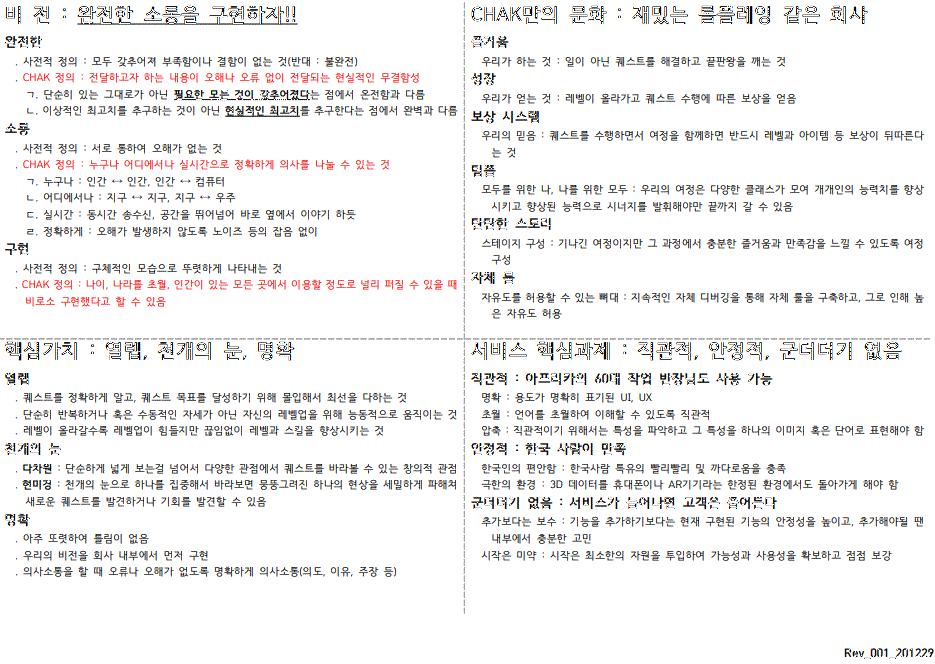 비 전 : 완전한 소통을 구현하자!!
완전한
. 사전적 정의 : 모두 갖추어져 부족함이나 결함이 없는 것(반대 : 불완전)
. CHAK 정의 : 전달하고자 하는 내용이 오해나 오류 없이 전달되는 현실적인 무결함성
ㄱ. 단순히 있는 그대로가 아닌 필요한 모든 것이 갖추어졌다는 점에서 온전함과 다름
ㄴ. 이상적인 최고치를 추구하는 것이 아닌 현실적인 최고치를 추구한다는 점에서 완벽과 다름
소통
. 사전적 정의 : 서로 통하여 오해가 없는 것
. CHAK 정의 : 누구나 어디에서나 실시간으로 정확하게 의사를 나눌 수 있는 것
ㄱ. 누구나 : 인간 ↔ 인간, 인간 ↔ 컴퓨터
ㄴ. 어디에서나 : 지구 ↔ 지구, 지구 ↔ 우주
ㄷ. 실시간 : 동시간 송수신, 공간을 뛰어넘어 바로 옆에서 이야기 하듯
ㄹ. 정확하게 : 오해가 발생하지 않도록 노이즈 등의 잡음 없이
구현
. 사전적 정의 : 구체적인 모습으로 뚜렷하게 나타내는 것
. CHAK 정의 : 나이, 나라를 초월, 인간이 있는 모든 곳에서 이용할 정도로 널리 퍼질 수 있을 때
비로소 구현했다고 할 수 있음
CHAK만의 문화 : 재밌는 롤플레잉 같은 회사
즐거움
우리가 하는 것 : 일이 아닌 퀘스트를 해결하고 끝판왕을 깨는 것
성장
우리가 얻는 것 : 레벨이 올라가고 퀘스트 수행에 따른 보상을 얻음
보상 시스템
우리의 믿음 : 퀘스트를 수행하면서 여정을 함께하면 반드시 레벨과 아이템 등 보상이 뒤따른다
는 것
팀플
모두를 위한 나, 나를 위한 모두 : 우리의 여정은 다양한 클래스가 모여 개개인의 능력치를 향상
시키고 향상된 능력으로 시너지를 발휘해야만 끝까지 갈 수 있음
탄탄한 스토리
스테이지 구성 : 기나긴 여정이지만 그 과정에서 충분한 즐거움과 만족감을 느낄 수 있도록 여정
구성
자체 룰
자유도를 허용할 수 있는 뼈대 : 지속적인 자체 디버깅을 통해 자체 룰을 구축하고, 그로 인해 높
은 자유도 허용
핵심가치 : 열렙, 천개의 눈, 명확
열렙
. 퀘스트를 정확하게 알고, 퀘스트 목표를 달성하기 위해 몰입해서 최선을 다하는 것
. 단순히 반복하거나 혹은 수동적인 자세가 아닌 자신의 레벨업을 위해 능동적으로 움직이는 것
. 레벨이 올라갈수록 레벨업이 힘들지만 끊임없이 레벨과 스킬을 향상시키는 것
천개의 눈
. 다차원 : 단순하게 넓게 보는걸 넘어서 다양한 관점에서 퀘스트를 바라볼 수 있는 창의적 관점
. 현미경 : 천개의 눈으로 하나를 집중해서 바라보면 뭉뚱그려진 하나의 현상을 세밀하게 파해쳐
새로운 퀘스트를 발견하거나 기회를 발견할 수 있음
명확
. 아주 또렷하여 틀림이 없음
. 우리의 비전을 회사 내부에서 먼저 구현
. 의사소통을 할 때 오류나 오해가 없도록 명확하게 의사소통(의도, 이유, 주장 등)
서비스 핵심과제 : 직관적, 안정적, 군더더기 없음
직관적 : 아프리카의 60대 작업 반장님도 사용 가능
명확 : 용도가 명확히 표기된 UI, UX
초월 : 언어를 초월하여 이해할 수 있도록 직관적
압축 : 직관적이기 위해서는 특성을 파악하고 그 특성을 하나의 이미지 혹은 단어로 표현해야 함
안정적 : 한국 사람이 만족
한국인의 편안함 : 한국사람 특유의 빨리빨리 및 까다로움을 충족
극한의 환경 : 3D 데이터를 휴대폰이나 AR기기라는 한정된 환경에서도 돌아가게 해야 함
군더더기 없음 : 서비스가 늘어나면 고객은 줄어든다
추가보다는 보수 : 기능을 추가하기보다는 현재 구현된 기능의 안정성을 높이고, 추가해야될 땐
내부에서 충분한 고민
시작은 미약 : 시작은 최소한의 자원을 투입하여 가능성과 사용성을 확보하고 점점 보강
Rev_001_201229